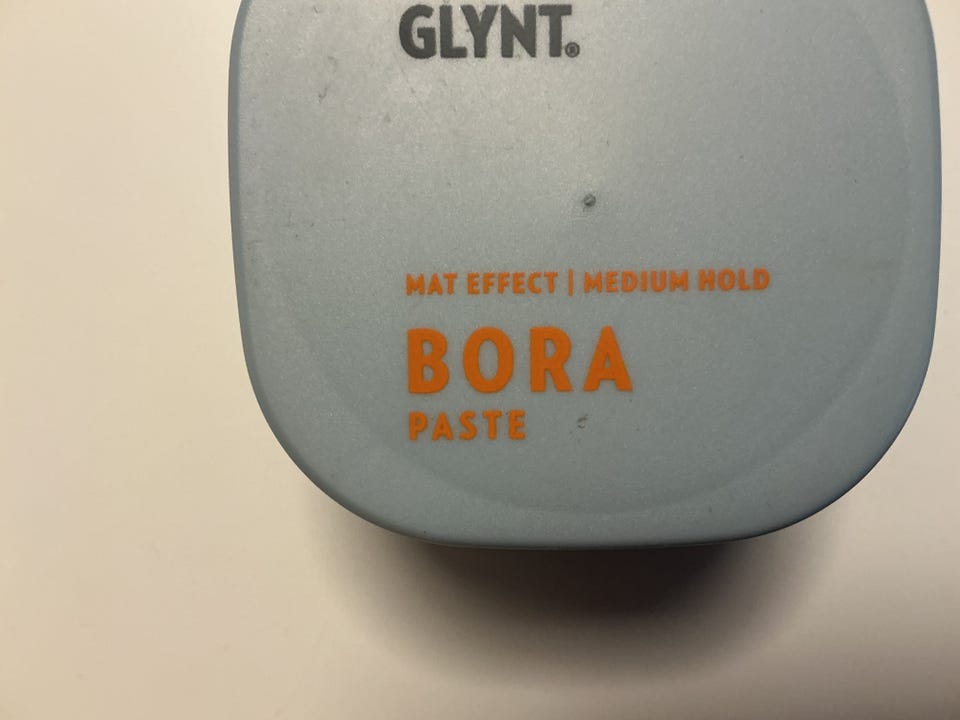 GLYNT®
MAT EFFECT | MEDIUM HOLD
BORA
PASTE